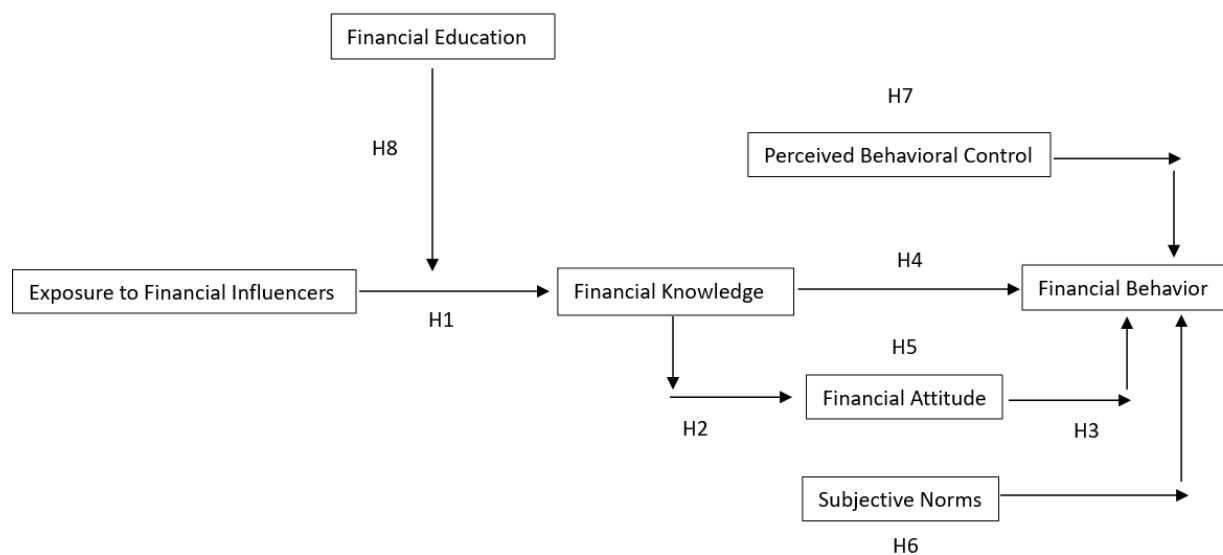 Financial Education
H7
H8
Perceived Behavioral Control
H4
Exposure to Financial Influencers
Financial Knowledge
Financial Behavior
H1
H5
Financial Attitude
H2
H3
Subjective Norms
H6